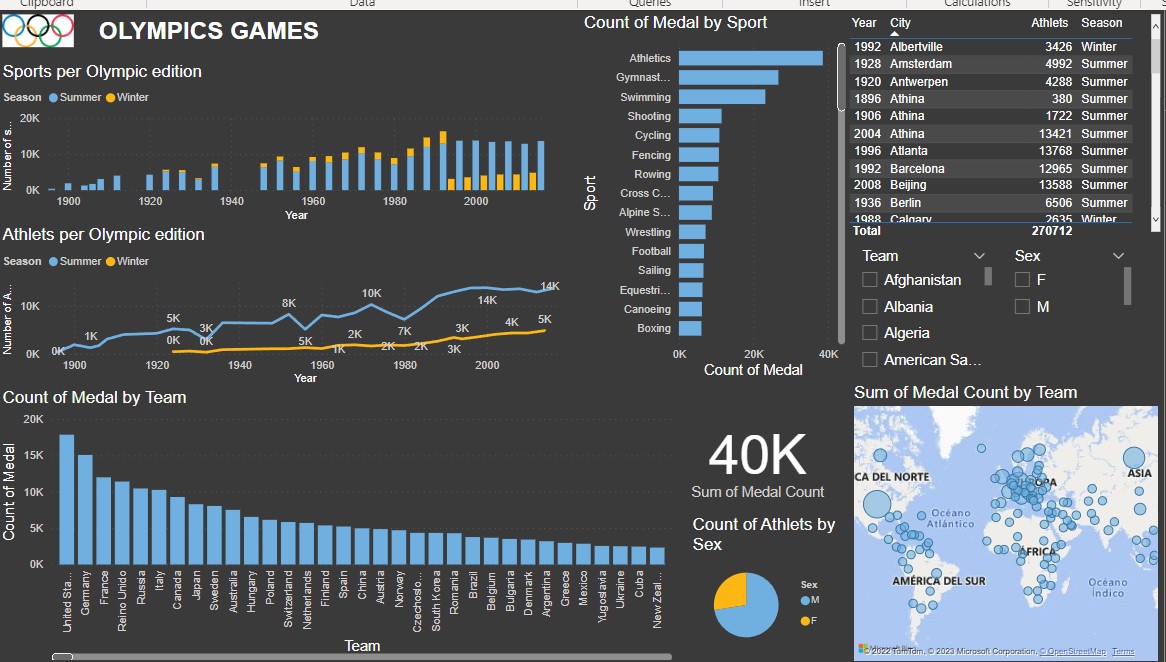 Clipboard
Data
Queries
Insert
Calculations
Sensitivity
OLYMPICS GAMES
Sports per Olympic edition
Season Summer Winter
Number of s...
20K
10K
0K
1900 1920 1940 1960 1980 2000
Year
Athlets per Olympic edition
Season Summer Winter
Number of A...
10K
0K
0K 1K 5K 0K 3K 0K 8K 5K 1K 2K 10K 2K 7K 2K 3K 3K 14K 4K 14K 5K
1900 1920 1940 1960 1980 2000
Year
Count of Medal by Team
Count of Medal
20K
15K
10K
5K
0K
United Sta...
Germany
France
Reino Unido
Russia
Italy
Canada
Japan
Sweden
Australia
Hungary
Poland
Switzerland
Netherlands
Finland
Spain
China
Austria
Norway
Czechoslo...
South Korea
Romania
Brazil
Belgium
Bulgaria
Denmark
Argentina
Greece
Mexico
Yugoslavia
Ukraine
Cuba
New Zeal...
Team
Count of Medal by Sport
Sport
Athletics
Gymnast...
Swimming
Shooting
Cycling
Fencing
Rowing
Cross C...
Alpine S...
Wrestling
Football
Sailing
Equestri...
Canoeing
Boxing
0K 20K 40K
Count of Medal
40K
Sum of Medal Count
Count of Athlets by
Sex
Sex
M
F
Year City Athlets Season
1992 Albertville 3426 Winter
1928 Amsterdam 4992 Summer
1920 Antwerpen 4288 Summer
1896 Athina 380 Summer
1906 Athina 1722 Summer
2004 Athina 13421 Summer
1996 Atlanta 13768 Summer
1992 Barcelona 12965 Summer
2008 Beijing 13588 Summer
1936 Berlin 6506 Summer
1988 Calgary 2635 Winter
Total 270712
Team
Afghanistan
Albania
Algeria
American Sa...
Sex
F
M
Sum of Medal Count by Team
CA DEL NORTE
ASIA
Océano
Atlántico
ÁFRICA
AMÉRICA DEL SUR
Océano
Índico
© 2022 TomTom, © 2023 Microsoft Corporation, © OpenStreetMap Terms